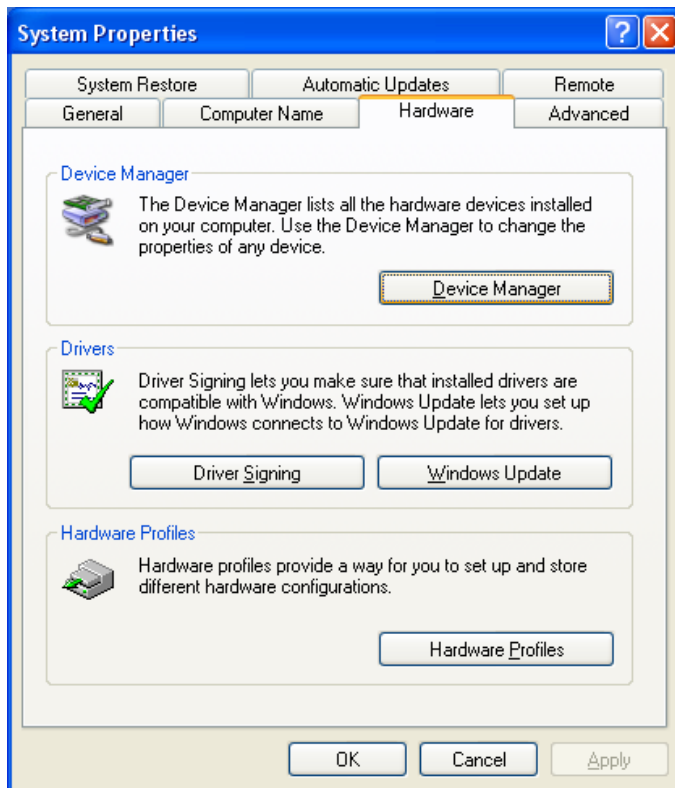 System Properties
System Restore
Automatic Updates
Remote
General
Computer Name
Hardware
Advanced
Device Manager
The Device Manager lists all the hardware devices installed
on your computer. Use the Device Manager to change the
properties of any device.
Device Manager
Drivers
Driver Signing lets you make sure that installed drivers are
compatible with Windows. Windows Update lets you set up
how Windows connects to Windows Update for drivers.
Driver Signing
Windows Update
Hardware Profiles
Hardware profiles provide a way for you to set up and store
different hardware configurations.
Hardware Profiles
OK
Cancel
Apply